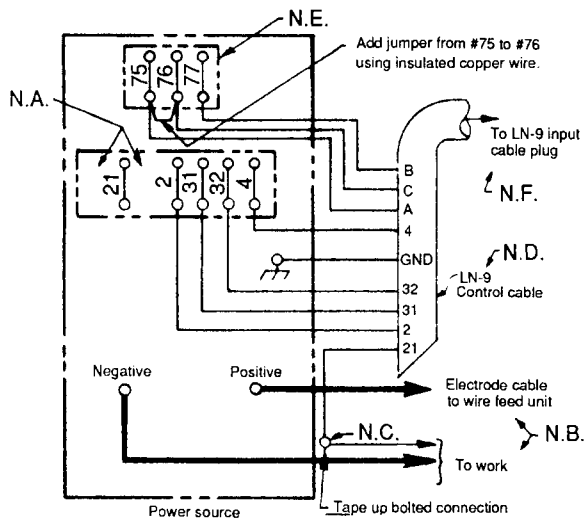 N.E.
75 76 77
Add jumper from #75 to #76
using insulated copper wire.
N.A.
To LN-9 input
cable plug
B
C
A
4
N.F.
21 2 31 32 4
GND
N.D.
LN-9
Control cable
32
31
2
21
Negative
Positive
Electrode cable
to wire feed unit
N.C.
N.B.
To work
Tape up bolted connection
Power source